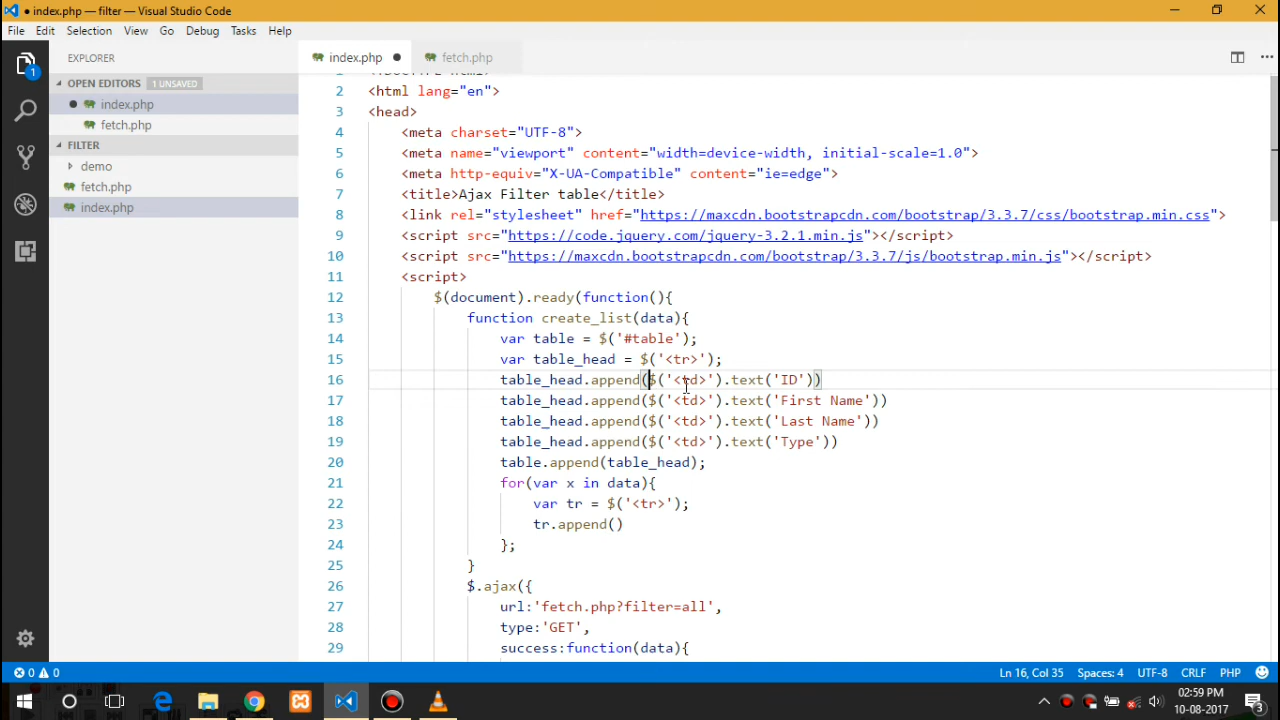 ● index.php - filter - Visual Studio Code
File Edit Selection View Go Debug Tasks Help
EXPLORER
OPEN EDITORS 1 UNSAVED
● index.php
fetch.php
FILTER
demo
fetch.php
index.php
1
index.php ●
fetch.php
1 <!DOCTYPE html>
2 <html lang="en">
3 <head>
4 <meta charset="UTF-8">
5 <meta name="viewport" content="width=device-width, initial-scale=1.0">
6 <meta http-equiv="X-UA-Compatible" content="ie=edge">
7 <title>Ajax Filter table</title>
8 <link rel="stylesheet" href="https://maxcdn.bootstrapcdn.com/bootstrap/3.3.7/css/bootstrap.min.css">
9 <script src="https://code.jquery.com/jquery-3.2.1.min.js"></script>
10 <script src="https://maxcdn.bootstrapcdn.com/bootstrap/3.3.7/js/bootstrap.min.js"></script>
11 <script>
12 $(document).ready(function(){
13 function create_list(data){
14 var table = $('#table');
15 var table_head = $('<tr>');
16 table_head.append($('<td>').text('ID'))
17 table_head.append($('<td>').text('First Name'))
18 table_head.append($('<td>').text('Last Name'))
19 table_head.append($('<td>').text('Type'))
20 table.append(table_head);
21 for(var x in data){
22 var tr = $('<tr>');
23 tr.append()
24 };
25 }
26 $.ajax({
27 url:'fetch.php?filter=all',
28 type:'GET',
29 success:function(data){
0 0
Ln 16, Col 35 Spaces: 4 UTF-8 CRLF PHP
02:59 PM
10-08-2017
3